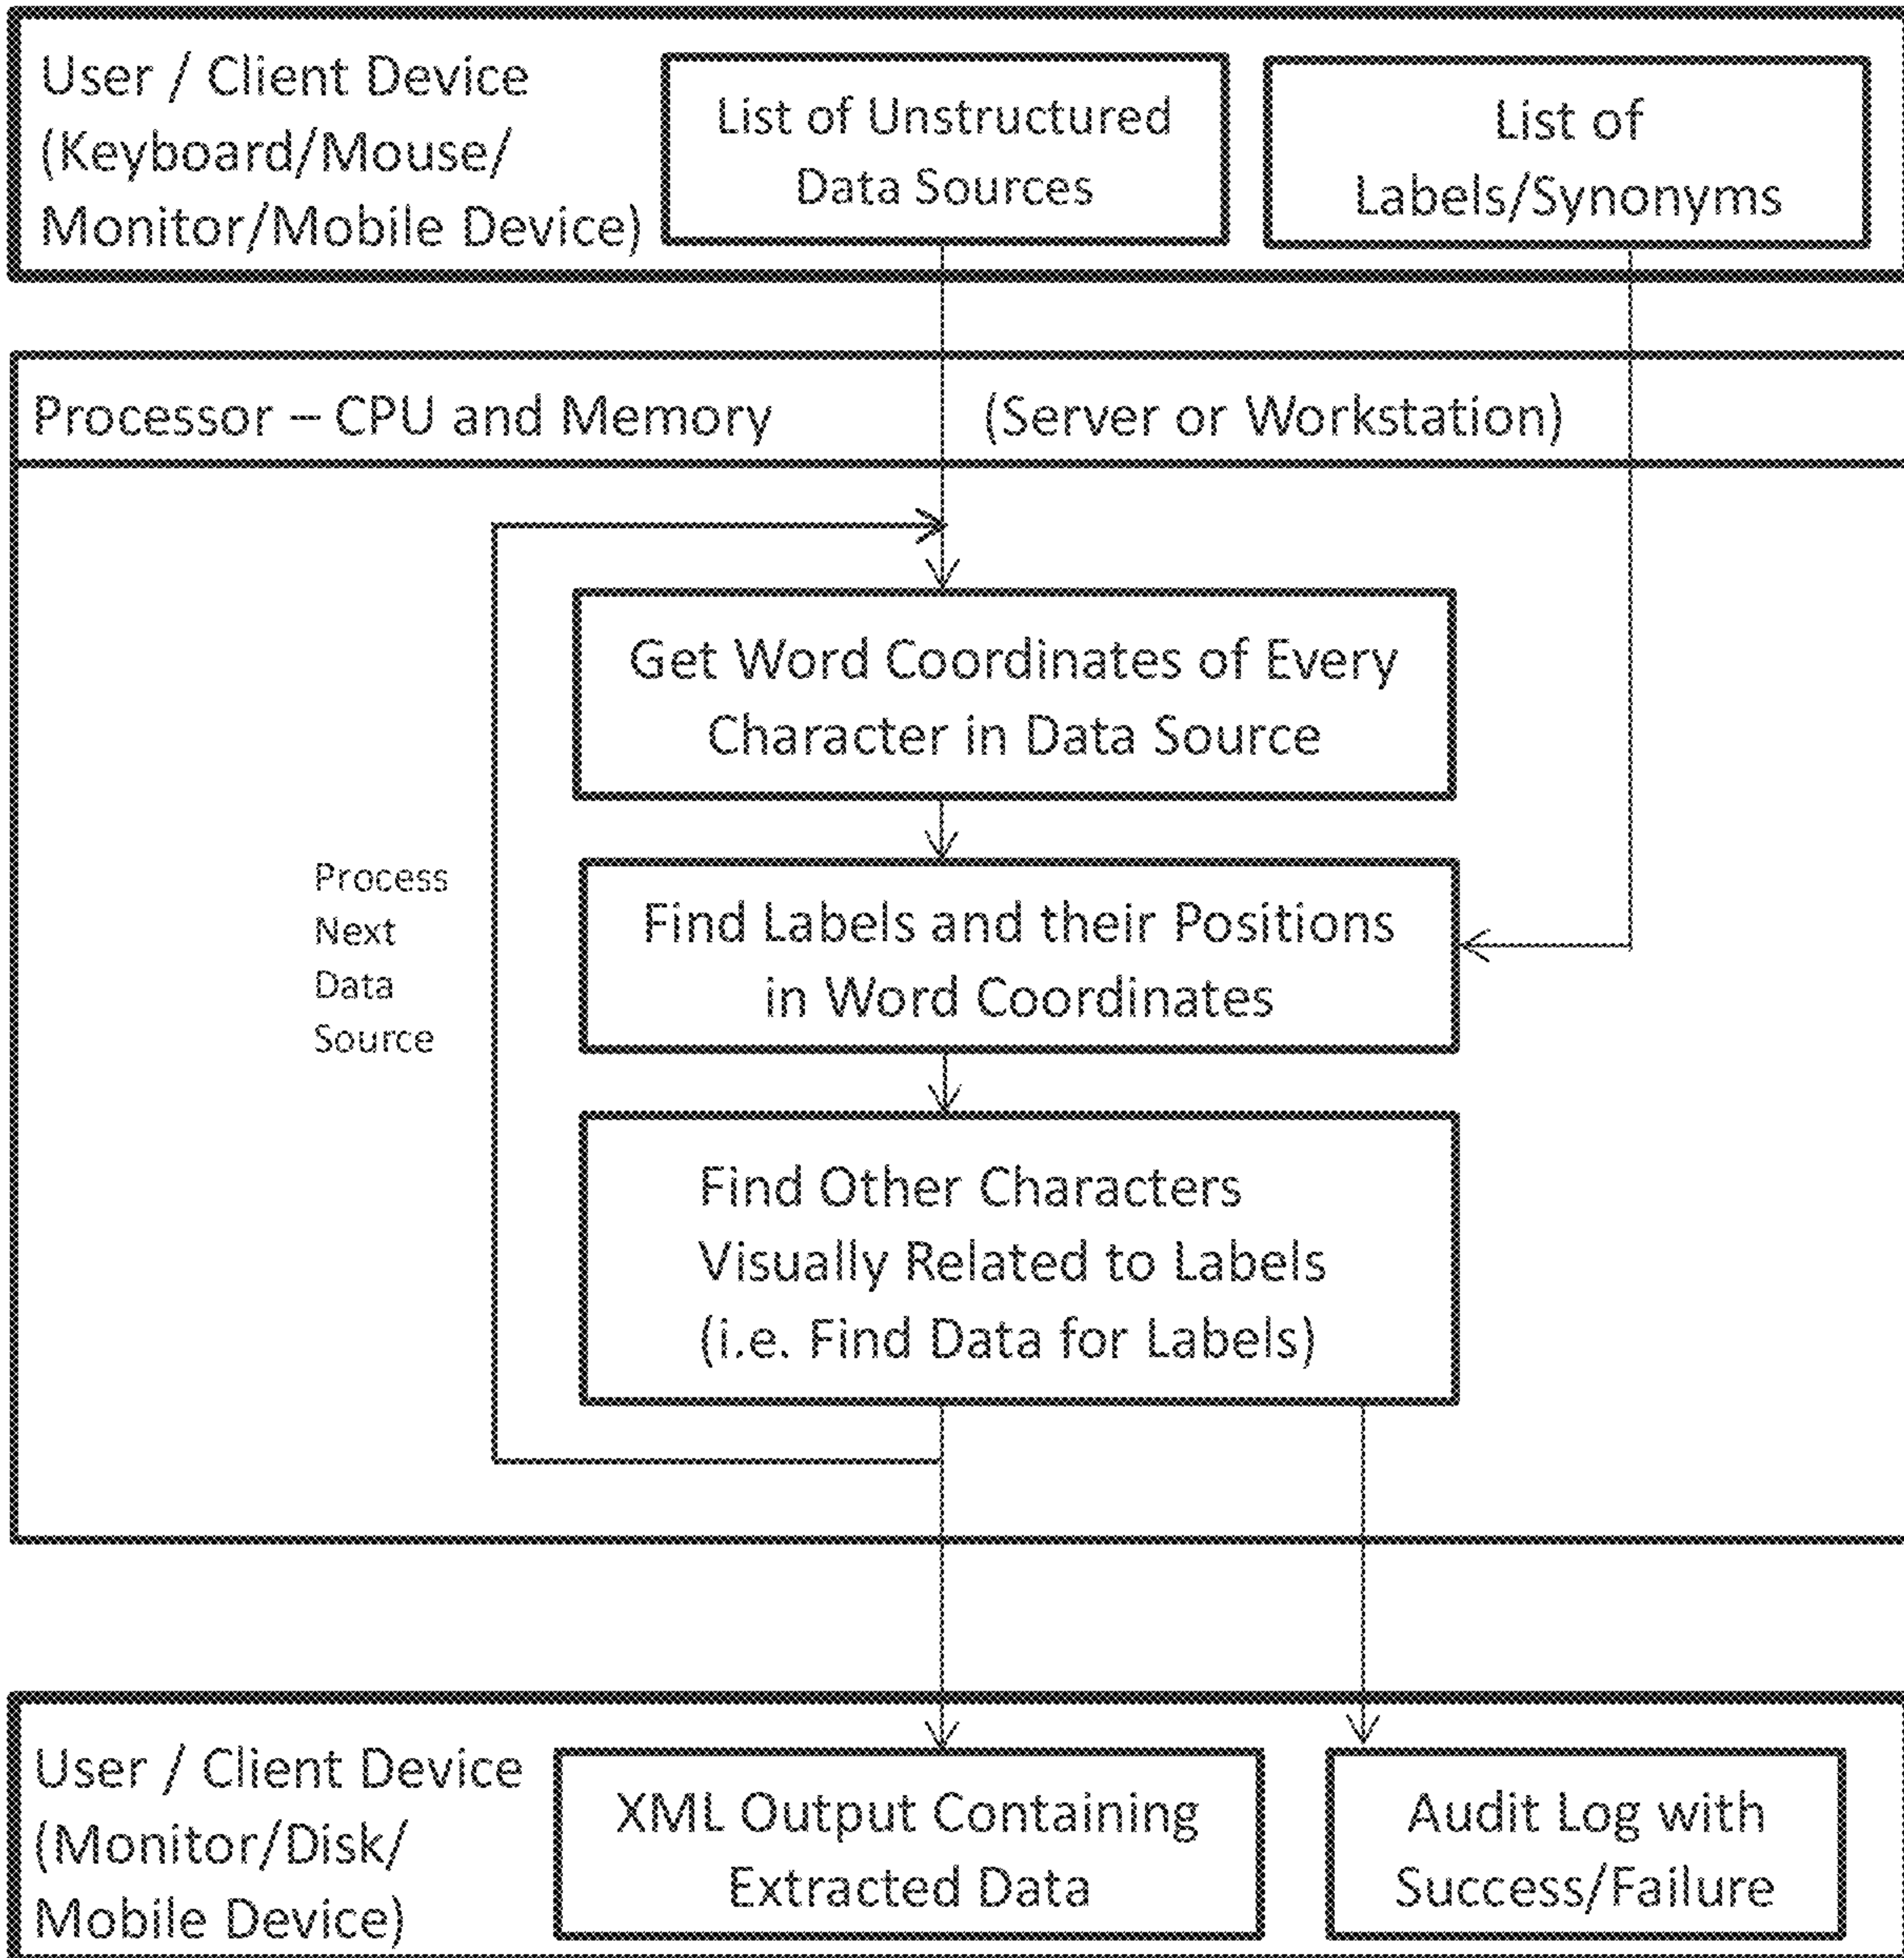 User / Client Device
(Keyboard/Mouse/
Monitor/Mobile Device)
List of Unstructured
Data Sources
List of
Labels/Synonyms
Processor – CPU and Memory
(Server or Workstation)
Get Word Coordinates of Every
Character in Data Source
Process
Next
Data
Source
Find Labels and their Positions
in Word Coordinates
Find Other Characters
Visually Related to Labels
(i.e. Find Data for Labels)
User / Client Device
(Monitor/Disk/
Mobile Device)
XML Output Containing
Extracted Data
Audit Log with
Success/Failure